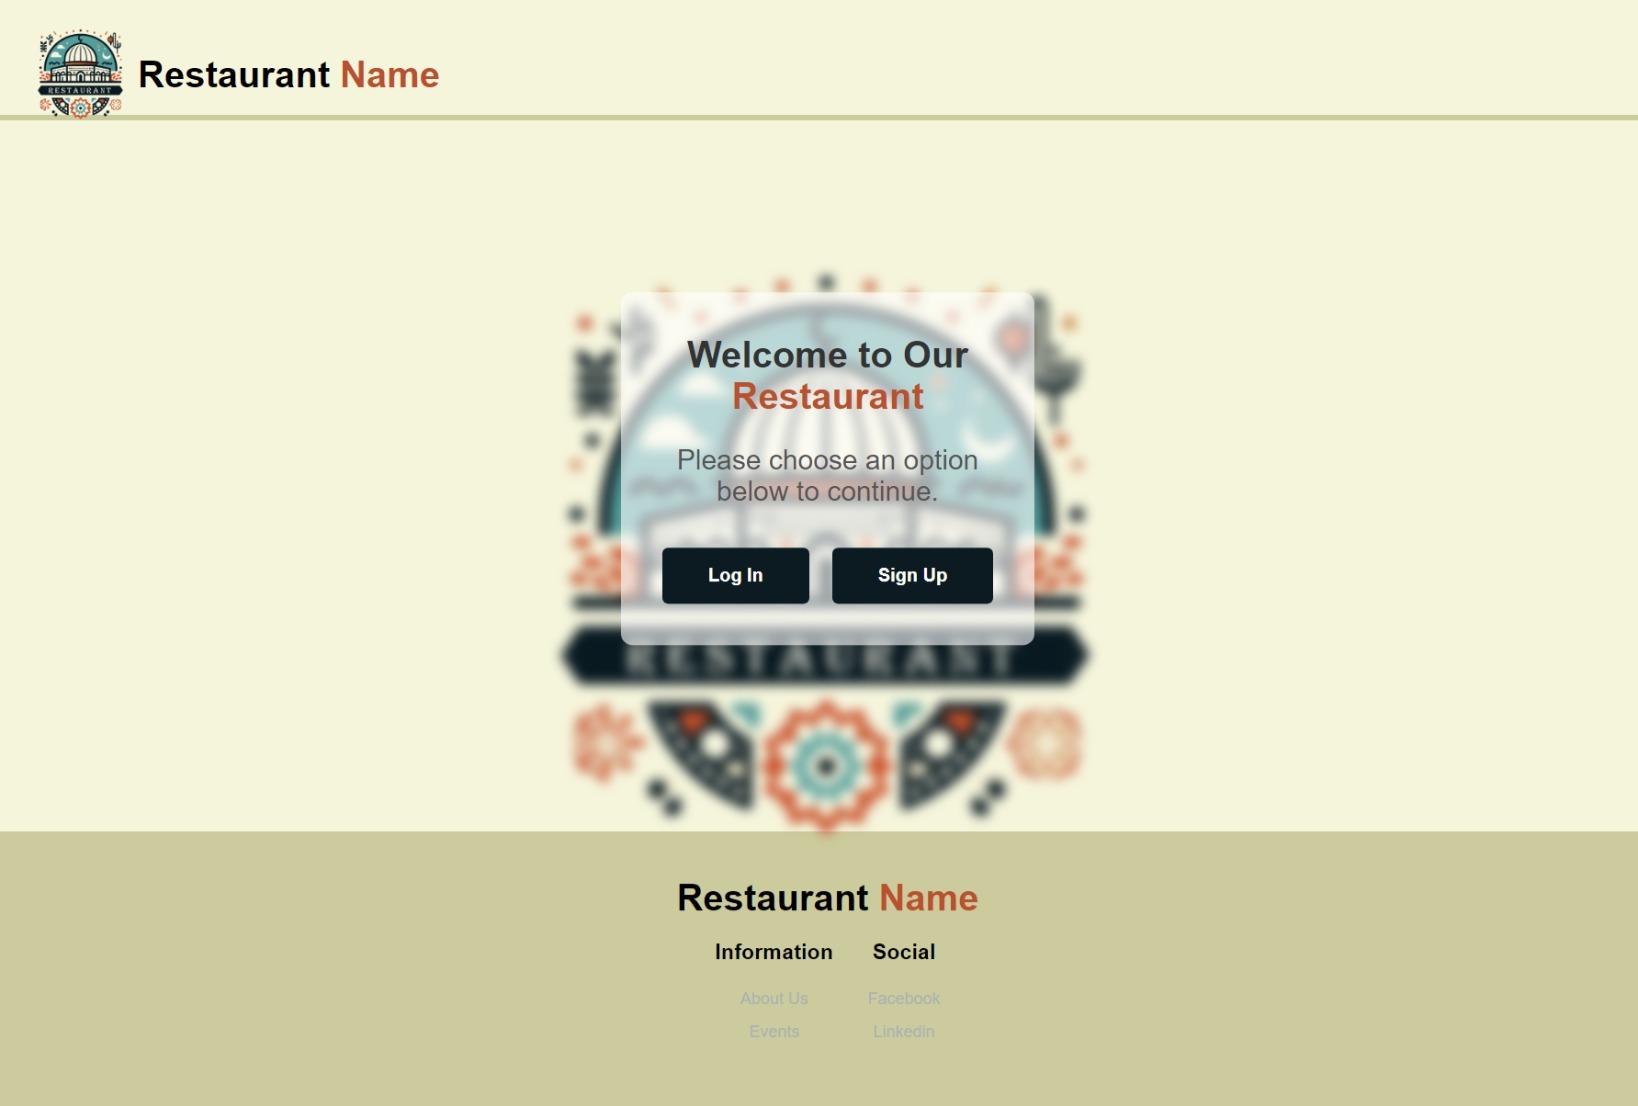 RESTAURANT
Restaurant Name
Welcome to Our
Restaurant
Please choose an option
below to continue.
Log In Sign Up
RESTAURANT
Restaurant Name
Information Social
About Us Facebook
Events Linkedin